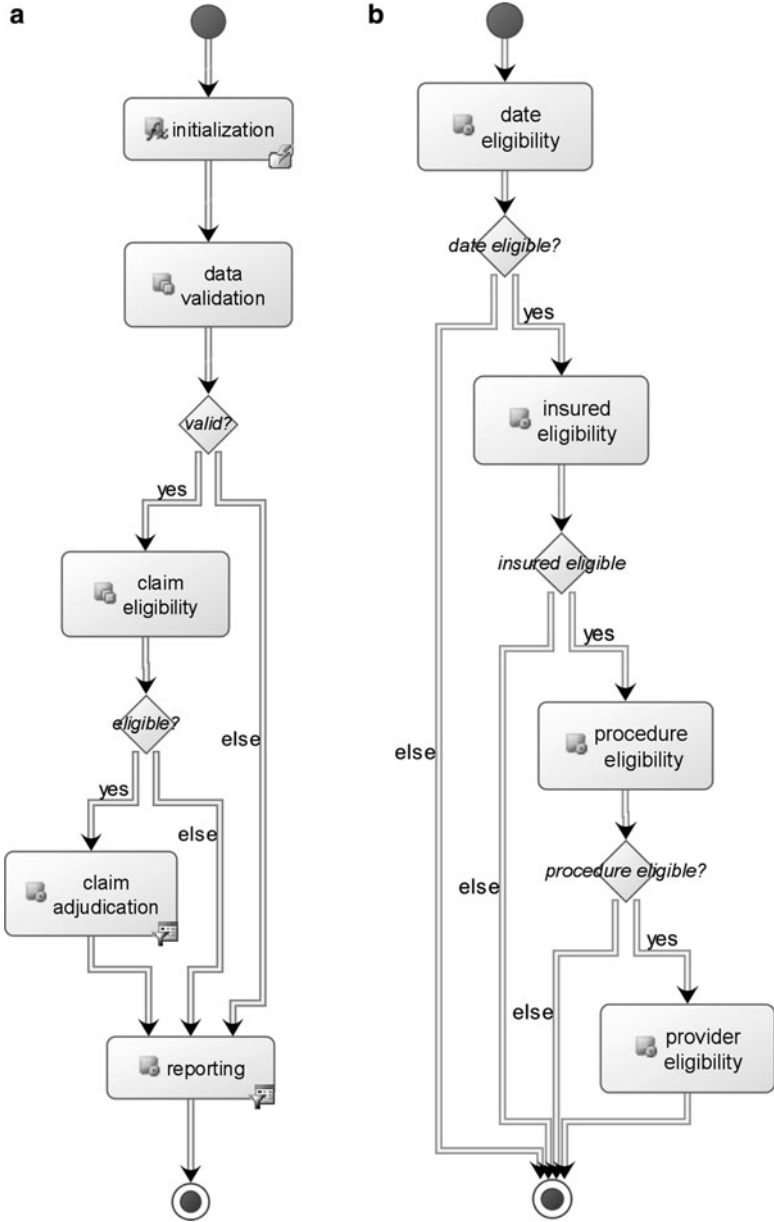 a
initialization
data
validation
valid?
yes
claim
eligibility
eligible?
else
yes
else
claim
adjudication
reporting
b
date
eligibility
date eligible?
yes
insured
eligibility
insured eligible
yes
procedure
eligibility
else
procedure eligible?
else
yes
else
provider
eligibility